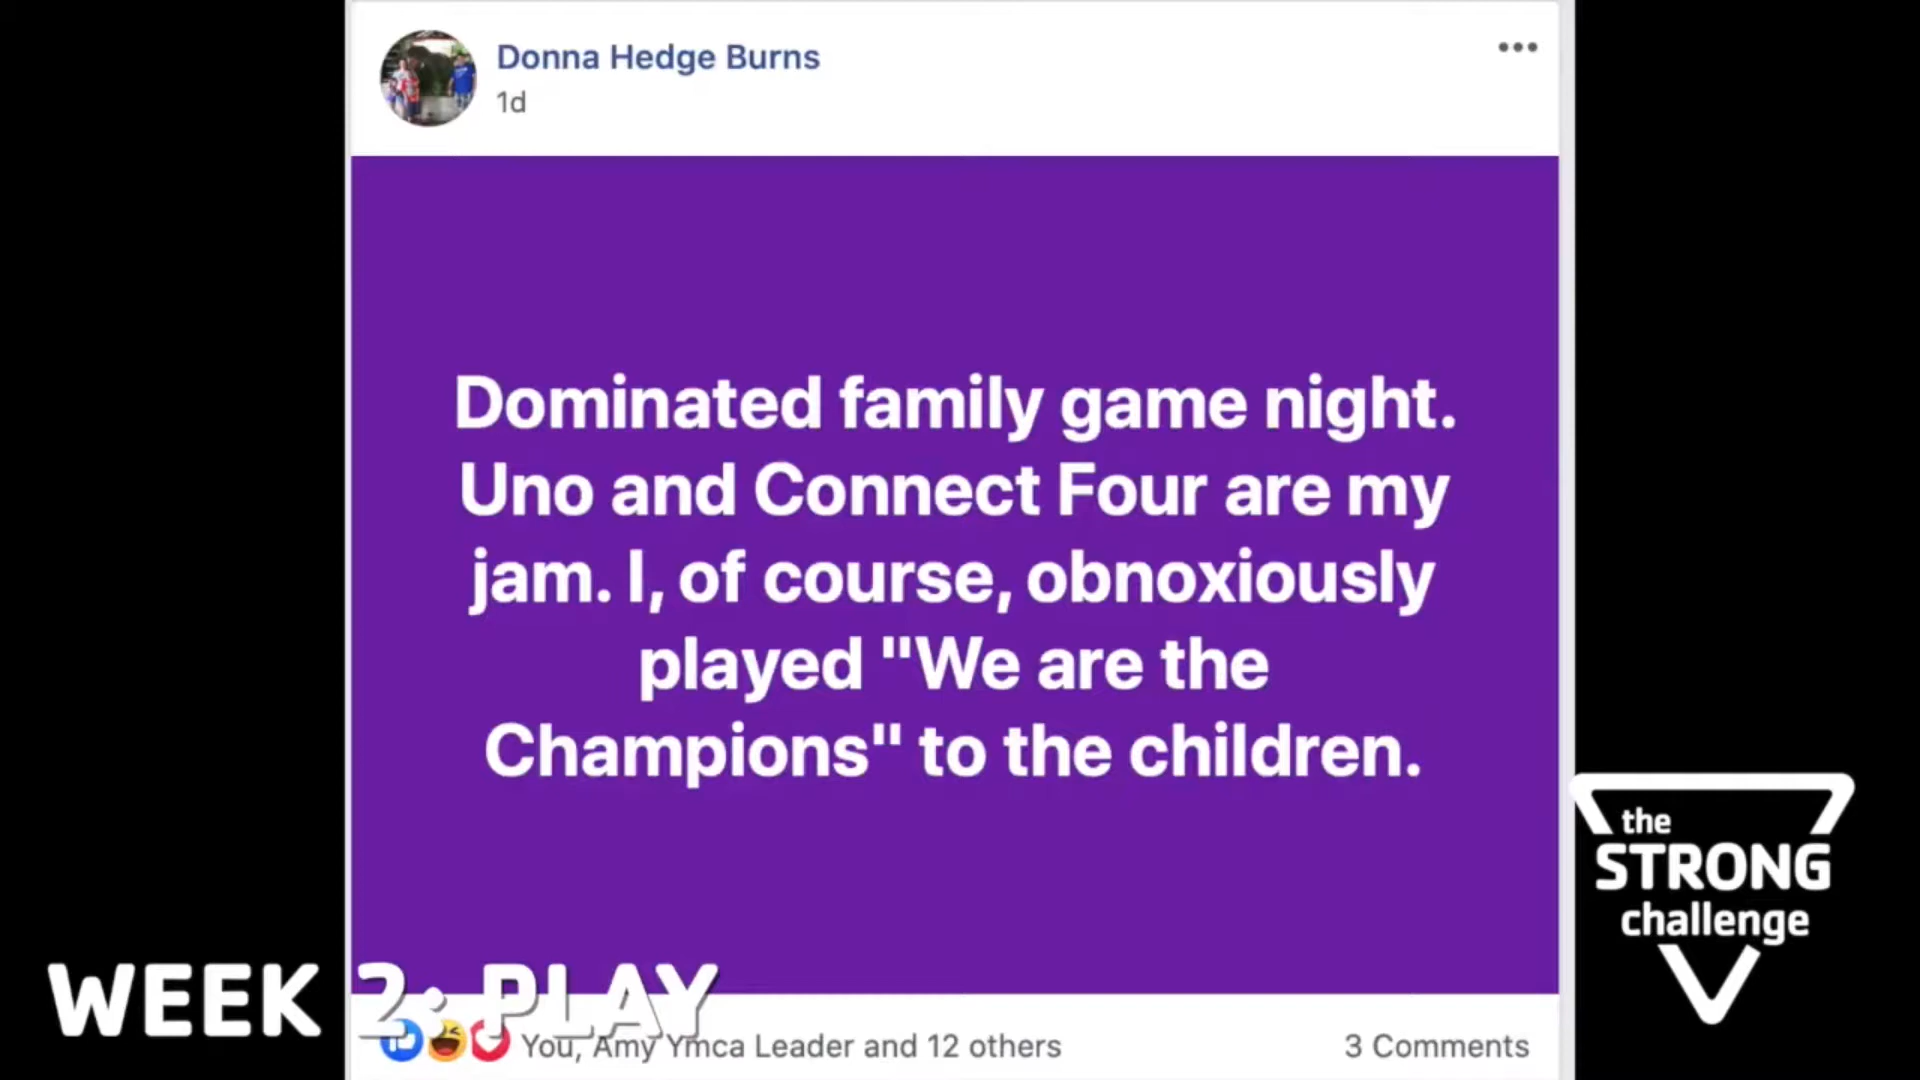 Donna Hedge Burns
1d
Dominated family game night.
Uno and Connect Four are my
jam. I, of course, obnoxiously
played "We are the
Champions" to the children.
the
STRONG
challenge
WEEK 2: PLAY
You, Amy Ymca Leader and 12 others
3 Comments